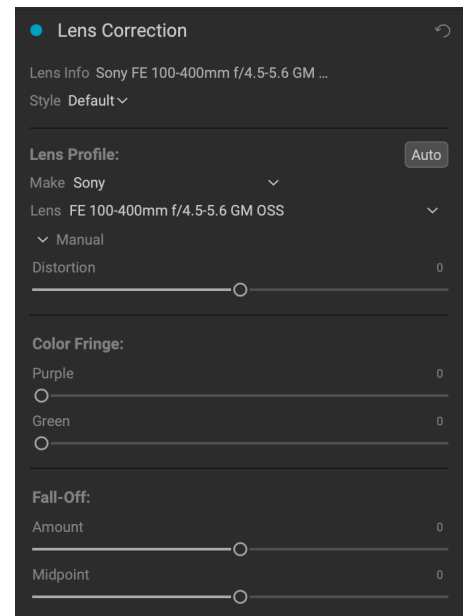 Lens Correction
Lens Info Sony FE 100-400mm f/4.5-5.6 GM ...
Style Default
Lens Profile: Auto
Make Sony
Lens FE 100-400mm f/4.5-5.6 GM OSS
Manual
Distortion 0
Color Fringe:
Purple 0
Green 0
Fall-Off:
Amount 0
Midpoint 0